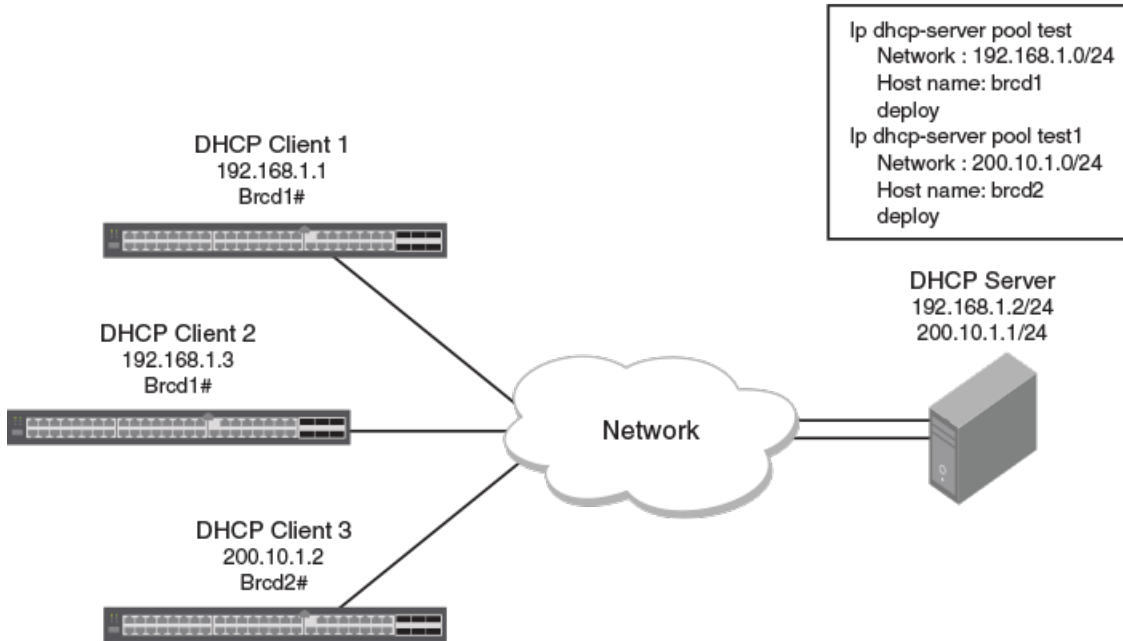 Ip dhcp-server pool test
Network : 192.168.1.0/24
Host name: brcd1
deploy
Ip dhcp-server pool test1
Network : 200.10.1.0/24
Host name: brcd2
deploy
DHCP Client 1
192.168.1.1
Brcd1#
DHCP Server
192.168.1.2/24
200.10.1.1/24
DHCP Client 2
192.168.1.3
Brcd1#
Network
DHCP Client 3
200.10.1.2
Brcd2#